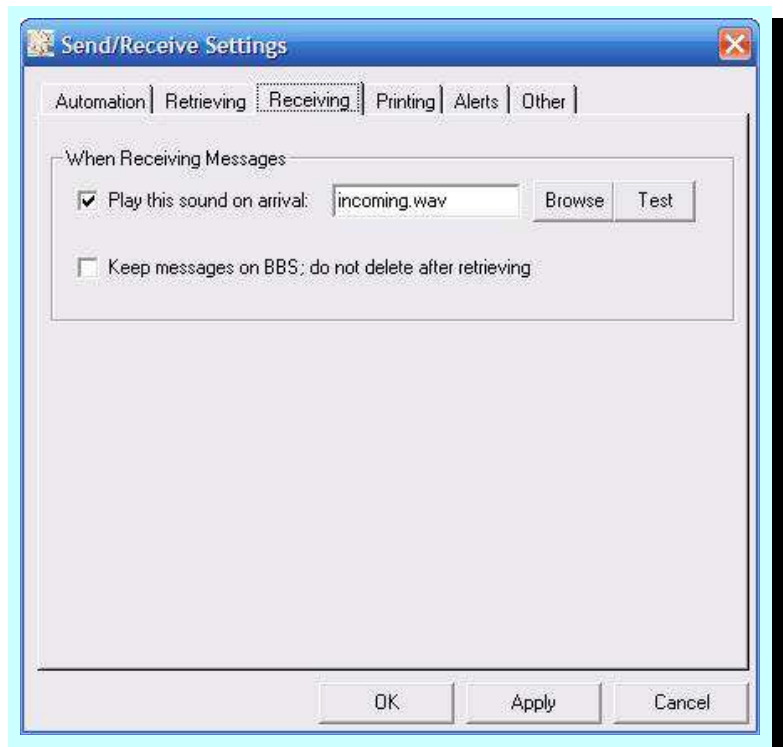 Send/Receive Settings
Automation Retrieving Receiving Printing Alerts Other
When Receiving Messages
Play this sound on arrival: incoming.wav Browse Test
Keep messages on BBS; do not delete after retrieving
OK Apply Cancel